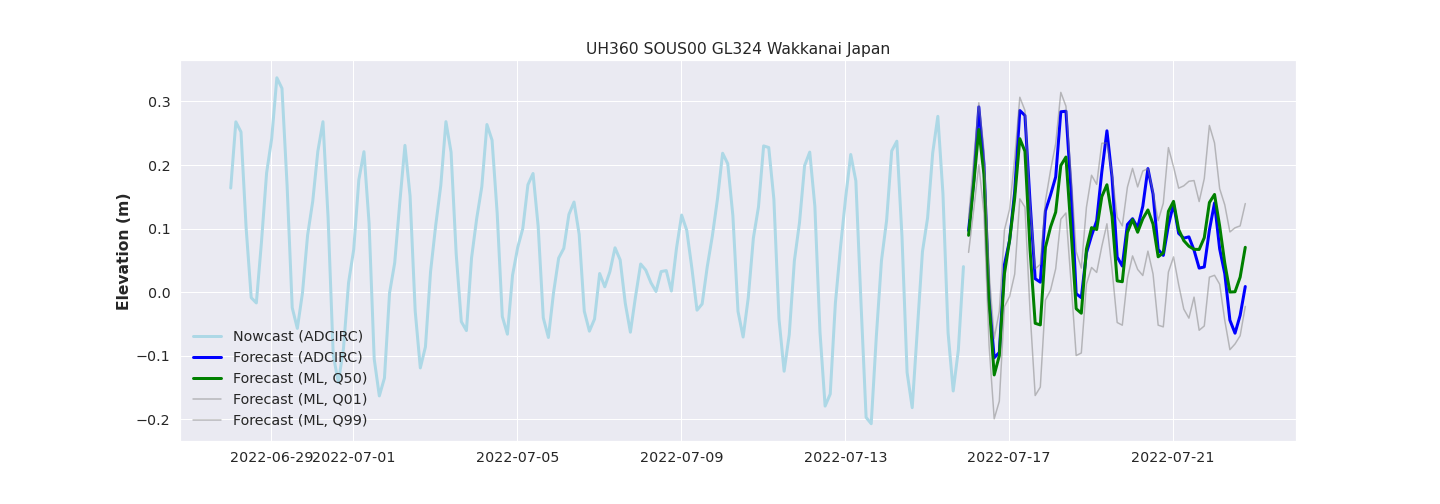 UH360 SOUS00 GL324 Wakkanai Japan
Elevation (m)
0.3
0.2
0.1
0.0
−0.1
−0.2
Nowcast (ADCIRC)
Forecast (ADCIRC)
Forecast (ML, Q50)
Forecast (ML, Q01)
Forecast (ML, Q99)
2022-06-29 2022-07-01 2022-07-05 2022-07-09 2022-07-13 2022-07-17 2022-07-21